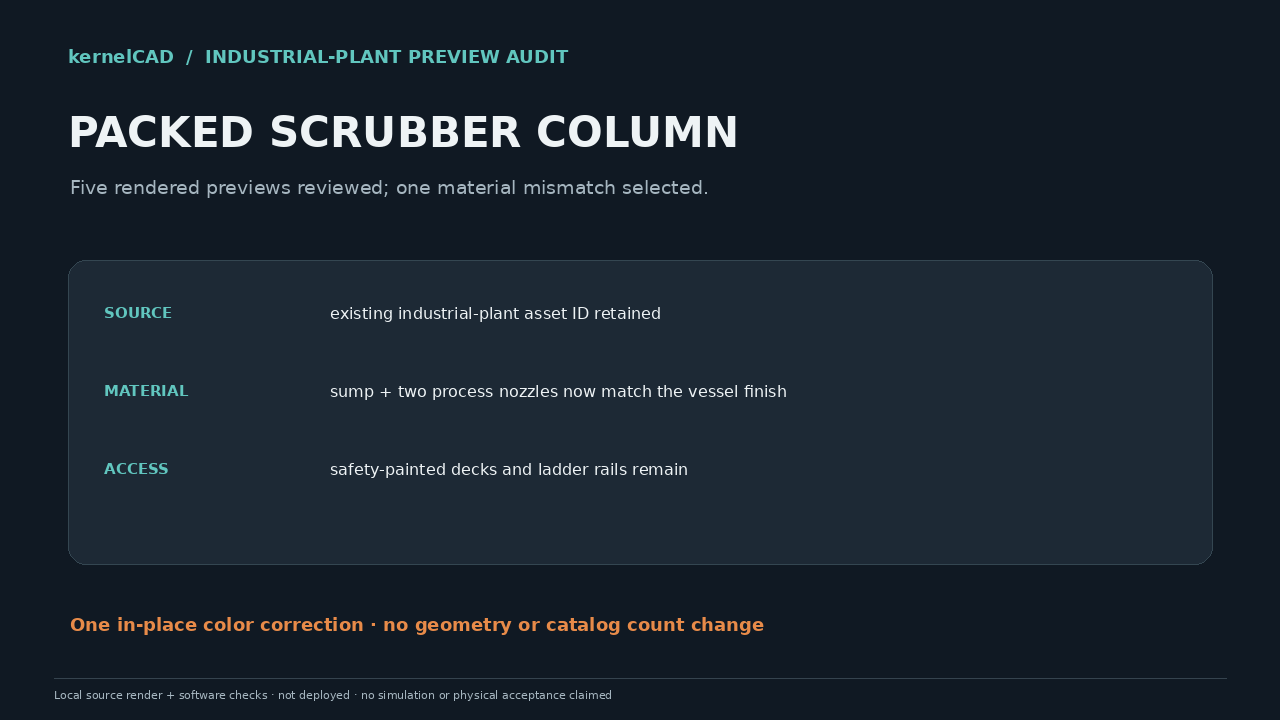 kernelCAD / INDUSTRIAL-PLANT PREVIEW AUDIT
PACKED SCRUBBER COLUMN
Five rendered previews reviewed; one material mismatch selected.
SOURCE existing industrial-plant asset ID retained
MATERIAL sump + two process nozzles now match the vessel finish
ACCESS safety-painted decks and ladder rails remain
One in-place color correction · no geometry or catalog count change
Local source render + software checks · not deployed · no simulation or physical acceptance claimed